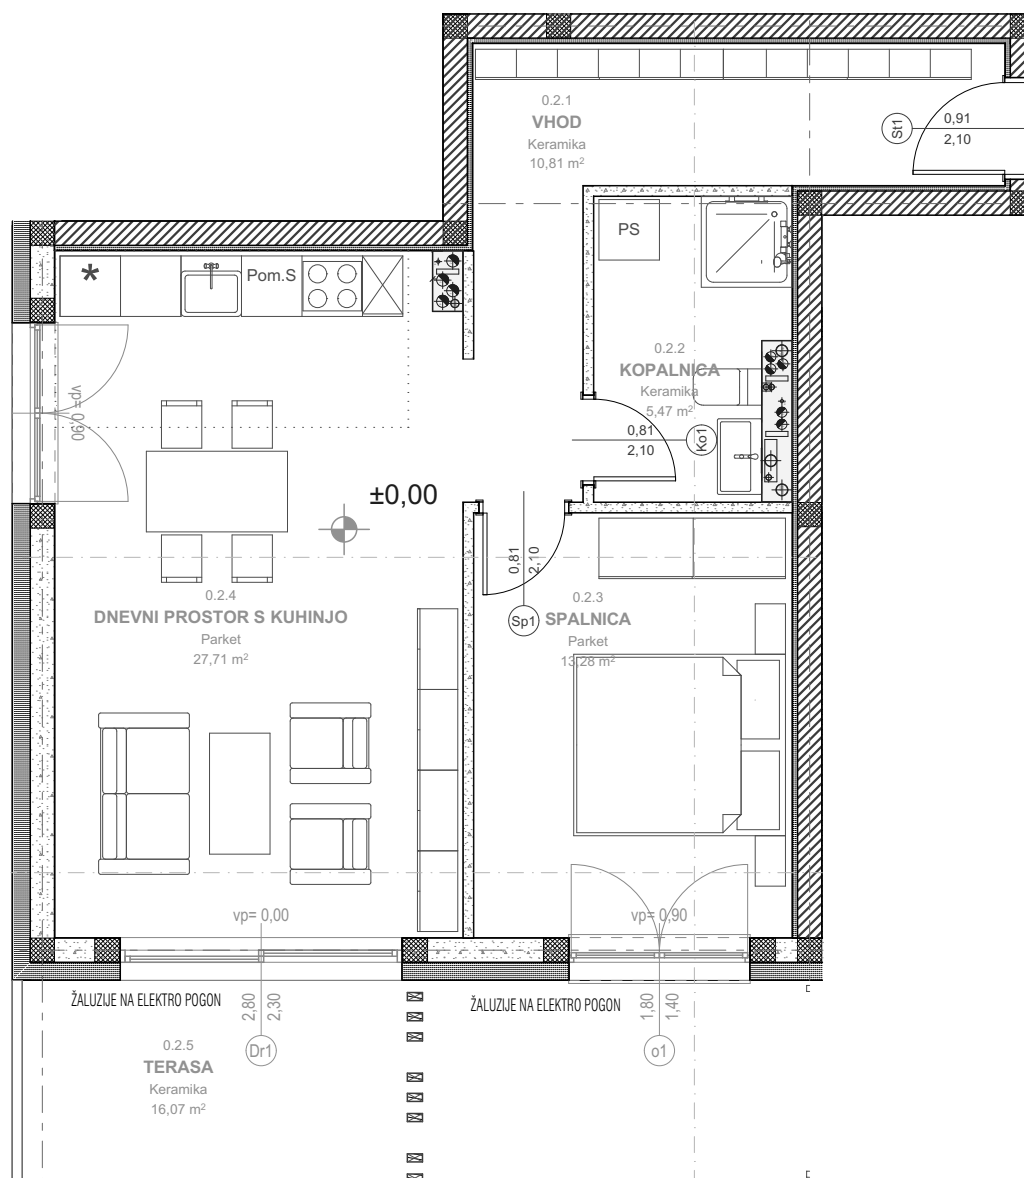 0.2.1
VHOD
Keramika
10,81 m²
St1
0,91
2,10
PS
*
Pom.S
0.2.2
KOPALNICA
Keramika
5,47 m²
vp= 0,90
0,81
2,10
Ko1
±0,00
0,81
2,10
Sp1
0.2.4
DNEVNI PROSTOR S KUHINJO
Parket
27,71 m²
0.2.3
SPALNICA
Parket
13,28 m²
vp= 0,00
vp= 0,90
ŽALUZIJE NA ELEKTRO POGON
2,80
2,30
Dr1
ŽALUZIJE NA ELEKTRO POGON
1,80
1,40
o1
0.2.5
TERASA
Keramika
16,07 m²